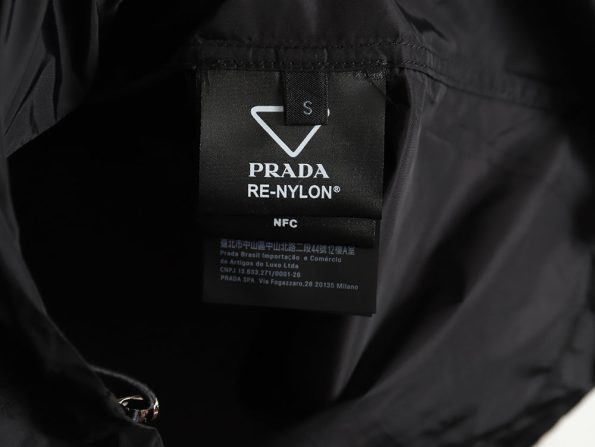 S
PRADA
RE-NYLON®
NFC
臺北市中山區中山北路二段44號12樓A室
Prada Brasil Importação e Comércio
de Artigos de Luxo Ltda
CNPJ 15.633.271/0001-26
PRADA SPA Via Fogazzaro,28 20135 Milano